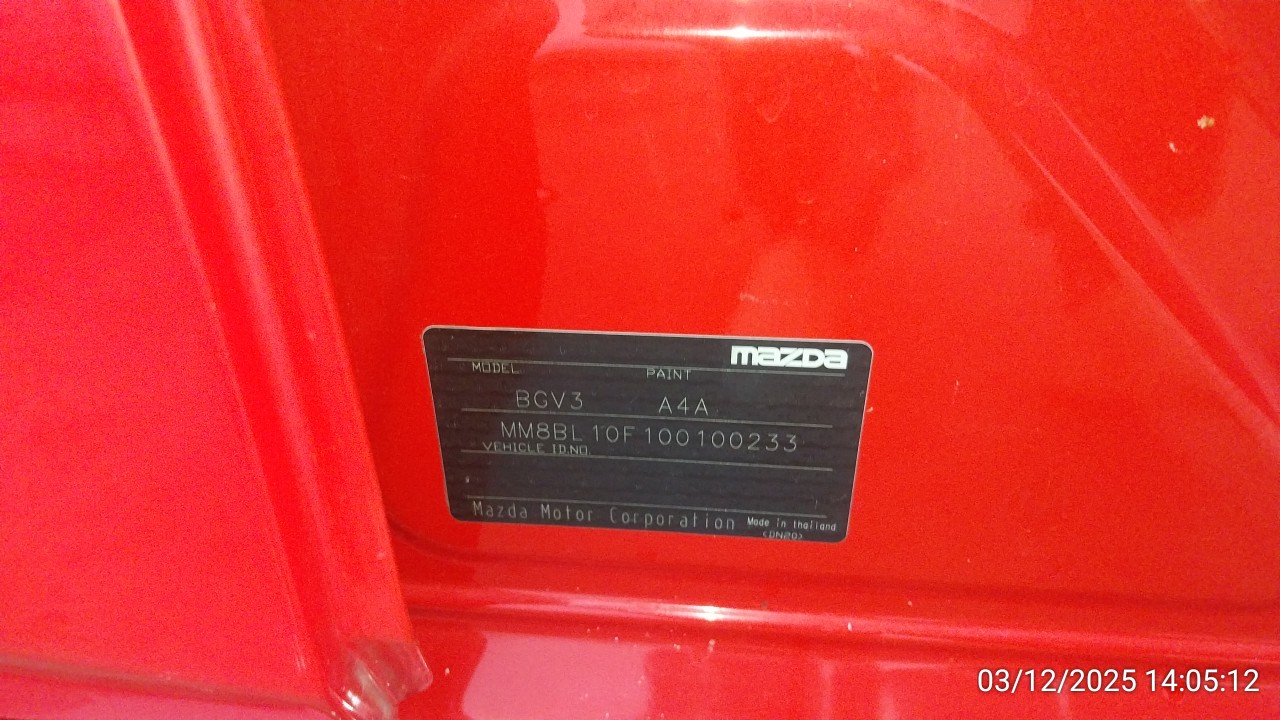 mazda
MODEL PAINT
BGV3 A4A
MM8BL10F100100233
VEHICLE ID.NO.
Mazda Motor Corporation Made in thailand
<DN20>
03/12/2025 14:05:12